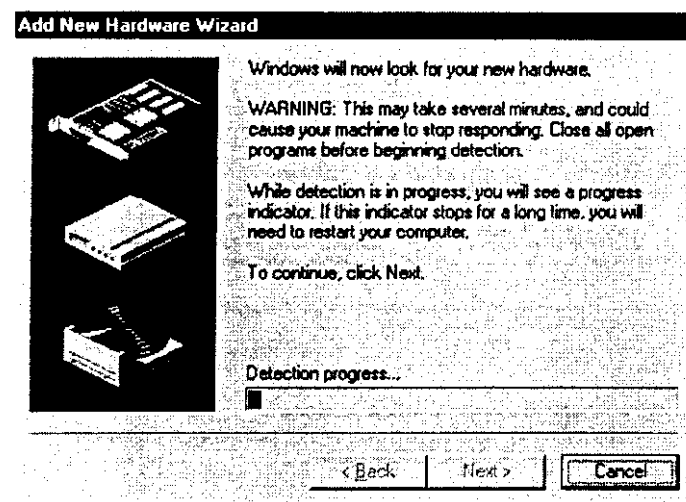 Add New Hardware Wizard
Windows will now look for your new hardware.
WARNING: This may take several minutes, and could
cause your machine to stop responding. Close all open
programs before beginning detection.
While detection is in progress, you will see a progress
indicator. If this indicator stops for a long time, you will
need to restart your computer.
To continue, click Next.
Detection progress...
< Back
Next >
Cancel